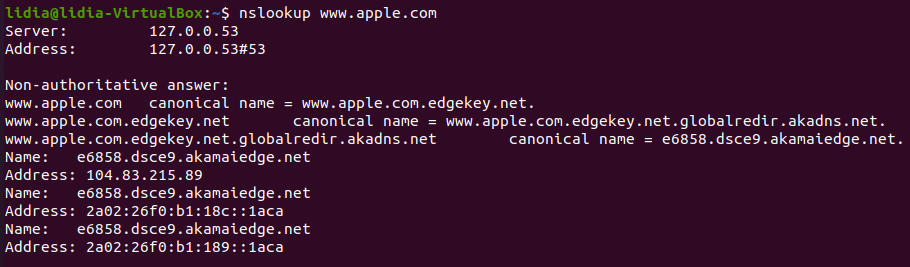 lidia@lidia-VirtualBox:~$ nslookup www.apple.com
Server:         127.0.0.53
Address:        127.0.0.53#53

Non-authoritative answer:
www.apple.com   canonical name = www.apple.com.edgekey.net.
www.apple.com.edgekey.net       canonical name = www.apple.com.edgekey.net.globalredir.akadns.net.
www.apple.com.edgekey.net.globalredir.akadns.net        canonical name = e6858.dsce9.akamaiedge.net.
Name:   e6858.dsce9.akamaiedge.net
Address: 104.83.215.89
Name:   e6858.dsce9.akamaiedge.net
Address: 2a02:26f0:b1:18c::1aca
Name:   e6858.dsce9.akamaiedge.net
Address: 2a02:26f0:b1:189::1aca